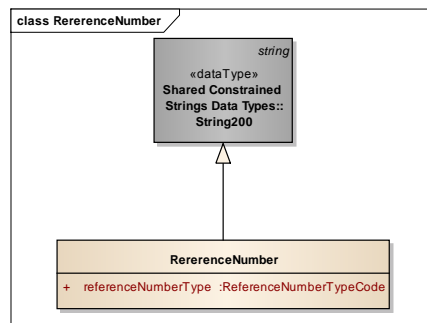 class RererenceNumber
string
«dataType»
Shared Constrained
Strings Data Types::
String200
RererenceNumber
+ referenceNumberType :ReferenceNumberTypeCode